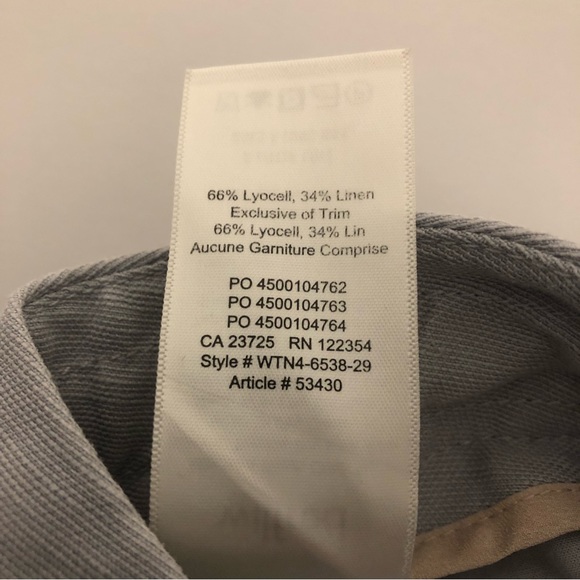 66% Lyocell, 34% Linen
Exclusive of Trim
66% Lyocell, 34% Lin
Aucune Garniture Comprise
PO 4500104762
PO 4500104763
PO 4500104764
CA 23725 RN 122354
Style # WTN4-6538-29
Article # 53430